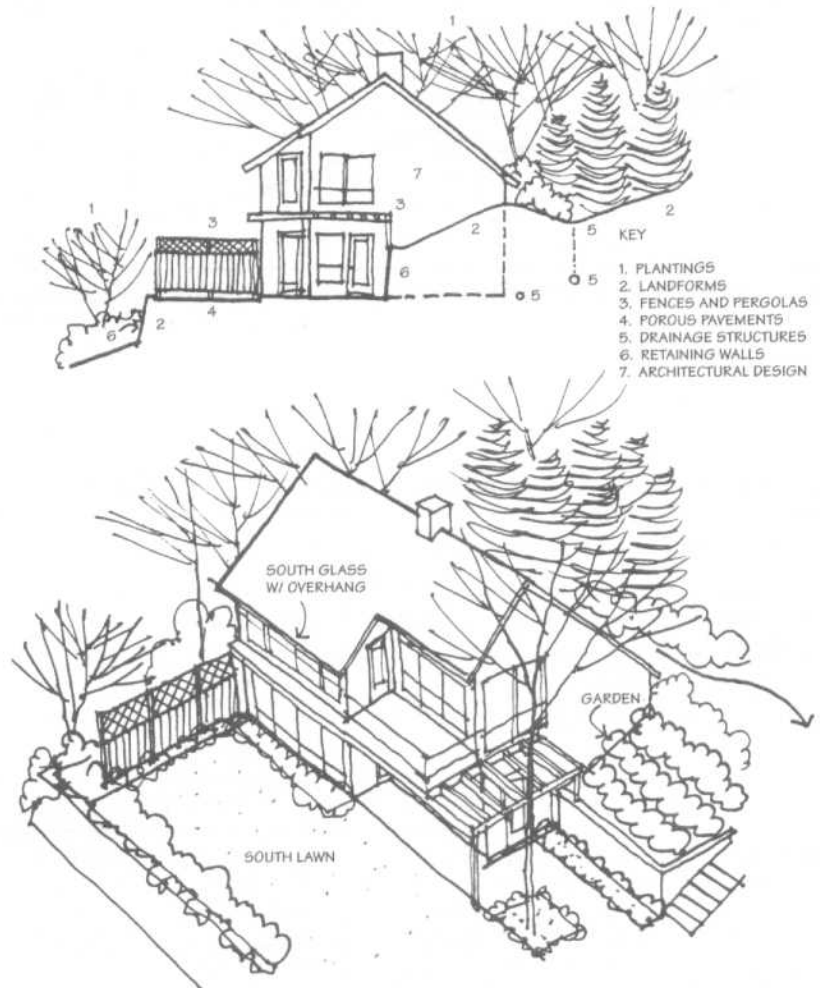 1
7
1
3
3
2
5
2
KEY
6
5
5
4
2
6
1. PLANTINGS
2. LANDFORMS
3. FENCES AND PERGOLAS
4. POROUS PAVEMENTS
5. DRAINAGE STRUCTURES
6. RETAINING WALLS
7. ARCHITECTURAL DESIGN
SOUTH GLASS
W/ OVERHANG
GARDEN
SOUTH LAWN